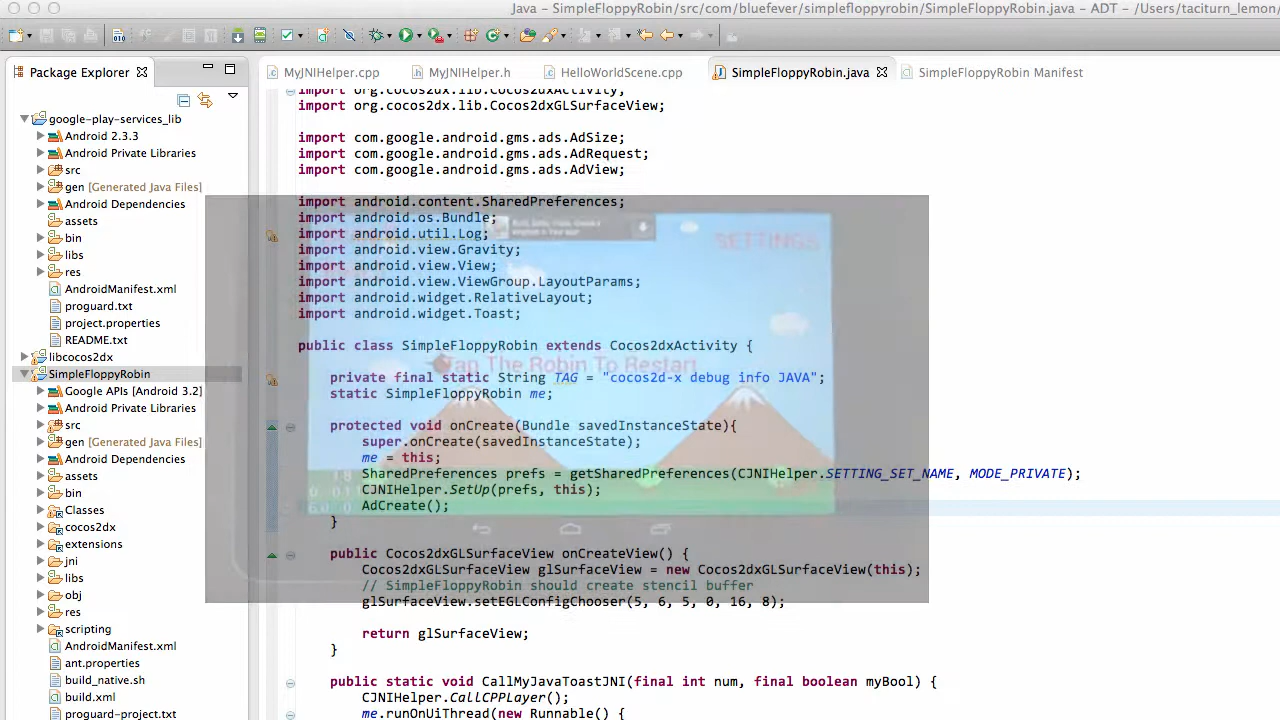 Java - SimpleFloppyRobin/src/com/bluefever/simplefloppyrobin/SimpleFloppyRobin.java - ADT - /Users/taciturn_lemon/
Package Explorer
MyJNIHelper.cpp
MyJNIHelper.h
HelloWorldScene.cpp
SimpleFloppyRobin.java
SimpleFloppyRobin Manifest
google-play-services_lib
Android 2.3.3
Android Private Libraries
src
gen [Generated Java Files]
Android Dependencies
assets
bin
libs
res
AndroidManifest.xml
proguard.txt
project.properties
README.txt
libcocos2dx
SimpleFloppyRobin
Google APIs [Android 3.2]
Android Private Libraries
src
gen [Generated Java Files]
Android Dependencies
assets
bin
Classes
cocos2dx
extensions
jni
libs
obj
res
scripting
AndroidManifest.xml
ant.properties
build_native.sh
build.xml
proguard-project.txt
import org.cocos2dx.lib.Cocos2dxActivity;
import org.cocos2dx.lib.Cocos2dxGLSurfaceView;
import com.google.android.gms.ads.AdSize;
import com.google.android.gms.ads.AdRequest;
import com.google.android.gms.ads.AdView;
import android.content.SharedPreferences;
import android.os.Bundle;
import android.util.Log;
import android.view.Gravity;
import android.view.View;
import android.view.ViewGroup.LayoutParams;
import android.widget.RelativeLayout;
import android.widget.Toast;
public class SimpleFloppyRobin extends Cocos2dxActivity {
private final static String TAG = "cocos2d-x debug info JAVA";
static SimpleFloppyRobin me;
protected void onCreate(Bundle savedInstanceState){
super.onCreate(savedInstanceState);
me = this;
SharedPreferences prefs = getSharedPreferences(CJNIHelper.SETTING_SET_NAME, MODE_PRIVATE);
CJNIHelper.SetUp(prefs, this);
AdCreate();
}
public Cocos2dxGLSurfaceView onCreateView() {
Cocos2dxGLSurfaceView glSurfaceView = new Cocos2dxGLSurfaceView(this);
// SimpleFloppyRobin should create stencil buffer
glSurfaceView.setEGLConfigChooser(5, 6, 5, 0, 16, 8);
return glSurfaceView;
}
public static void CallMyJavaToastJNI(final int num, final boolean myBool) {
CJNIHelper.CallCPPLayer();
me.runOnUiThread(new Runnable() {
SETTINGS
Tap The Robin To Restart